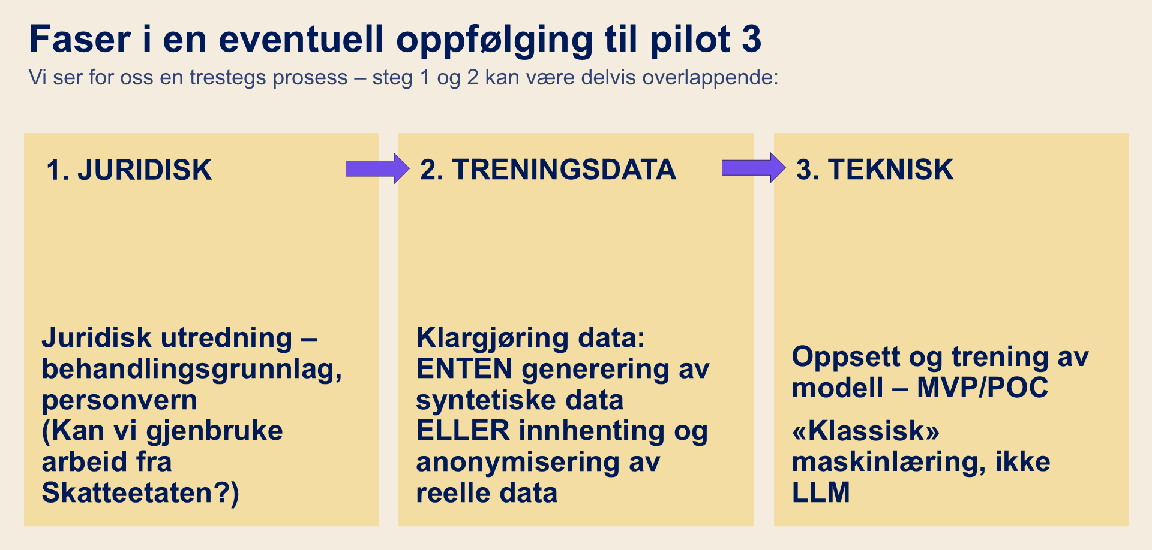 Faser i en eventuell oppfølging til pilot 3
Vi ser for oss en trestegs prosess – steg 1 og 2 kan være delvis overlappende:
1. JURIDISK
Juridisk utredning –
behandlingsgrunnlag,
personvern
(Kan vi gjenbruke
arbeid fra
Skatteetaten?)
2. TRENINGSDATA
Klargjøring data:
ENTEN generering av
syntetiske data
ELLER innhenting og
anonymisering av
reelle data
3. TEKNISK
Oppsett og trening av
modell – MVP/POC
«Klassisk»
maskinlæring, ikke
LLM